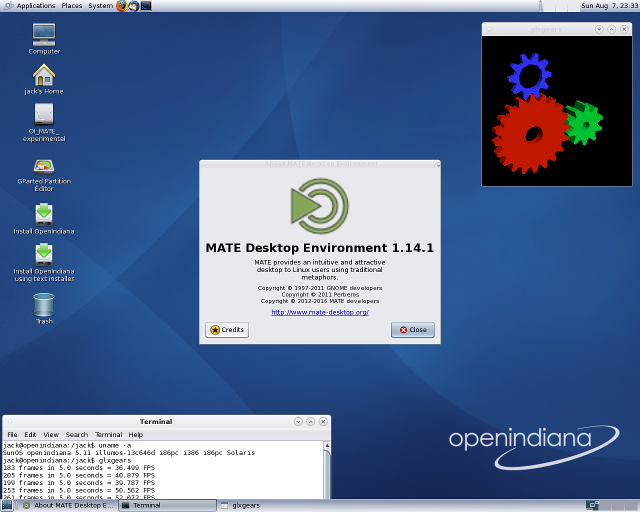 Applications Places System
Sun Aug 7, 23:33
Computer
jack's Home
OI_MATE_
experimental
GParted Partition
Editor
Install OpenIndiana
Install OpenIndiana
using text installer
Trash
glxgears
About MATE Desktop Environment
MATE Desktop Environment 1.14.1
MATE provides an intuitive and attractive
desktop to Linux users using traditional
metaphors.
Copyright © 1997-2011 GNOME developers
Copyright © 2011 Perberos
Copyright © 2012-2016 MATE developers
http://www.mate-desktop.org/
Credits
Close
Terminal
File Edit View Search Terminal Help
jack@openindiana:/jack$ uname -a
SunOS openindiana 5.11 illumos-13c646d i86pc i386 i86pc Solaris
jack@openindiana:/jack$ glxgears
183 frames in 5.0 seconds = 36.499 FPS
205 frames in 5.0 seconds = 40.879 FPS
199 frames in 5.0 seconds = 39.787 FPS
253 frames in 5.0 seconds = 50.562 FPS
261 frames in 5.0 seconds = 52.072 FPS
openindiana
About MATE Desktop E...
Terminal
glxgears